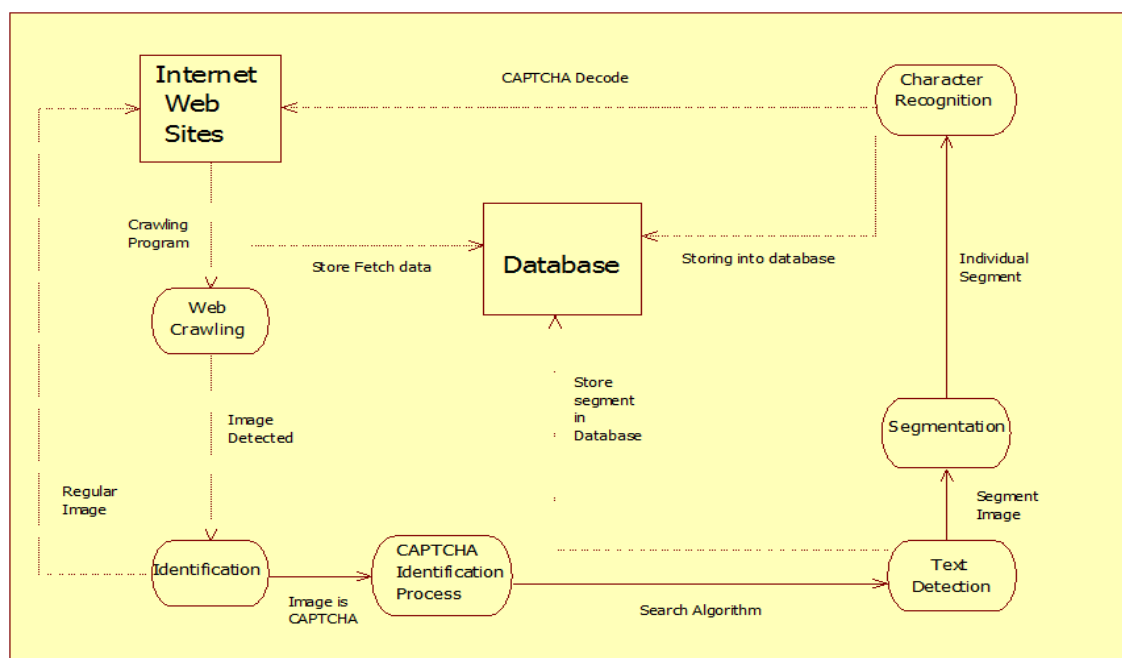 Internet
Web
Sites
CAPTCHA Decode
Character
Recognition
Crawling
Program
Store Fetch data
Database
Storing into database
Individual
Segment
Web
Crawling
Image
Detected
Store
segment
in
Database
Segmentation
Regular
Image
Segment
Image
Identification
CAPTCHA
Identification
Process
Text
Detection
Image is
CAPTCHA
Search Algorithm